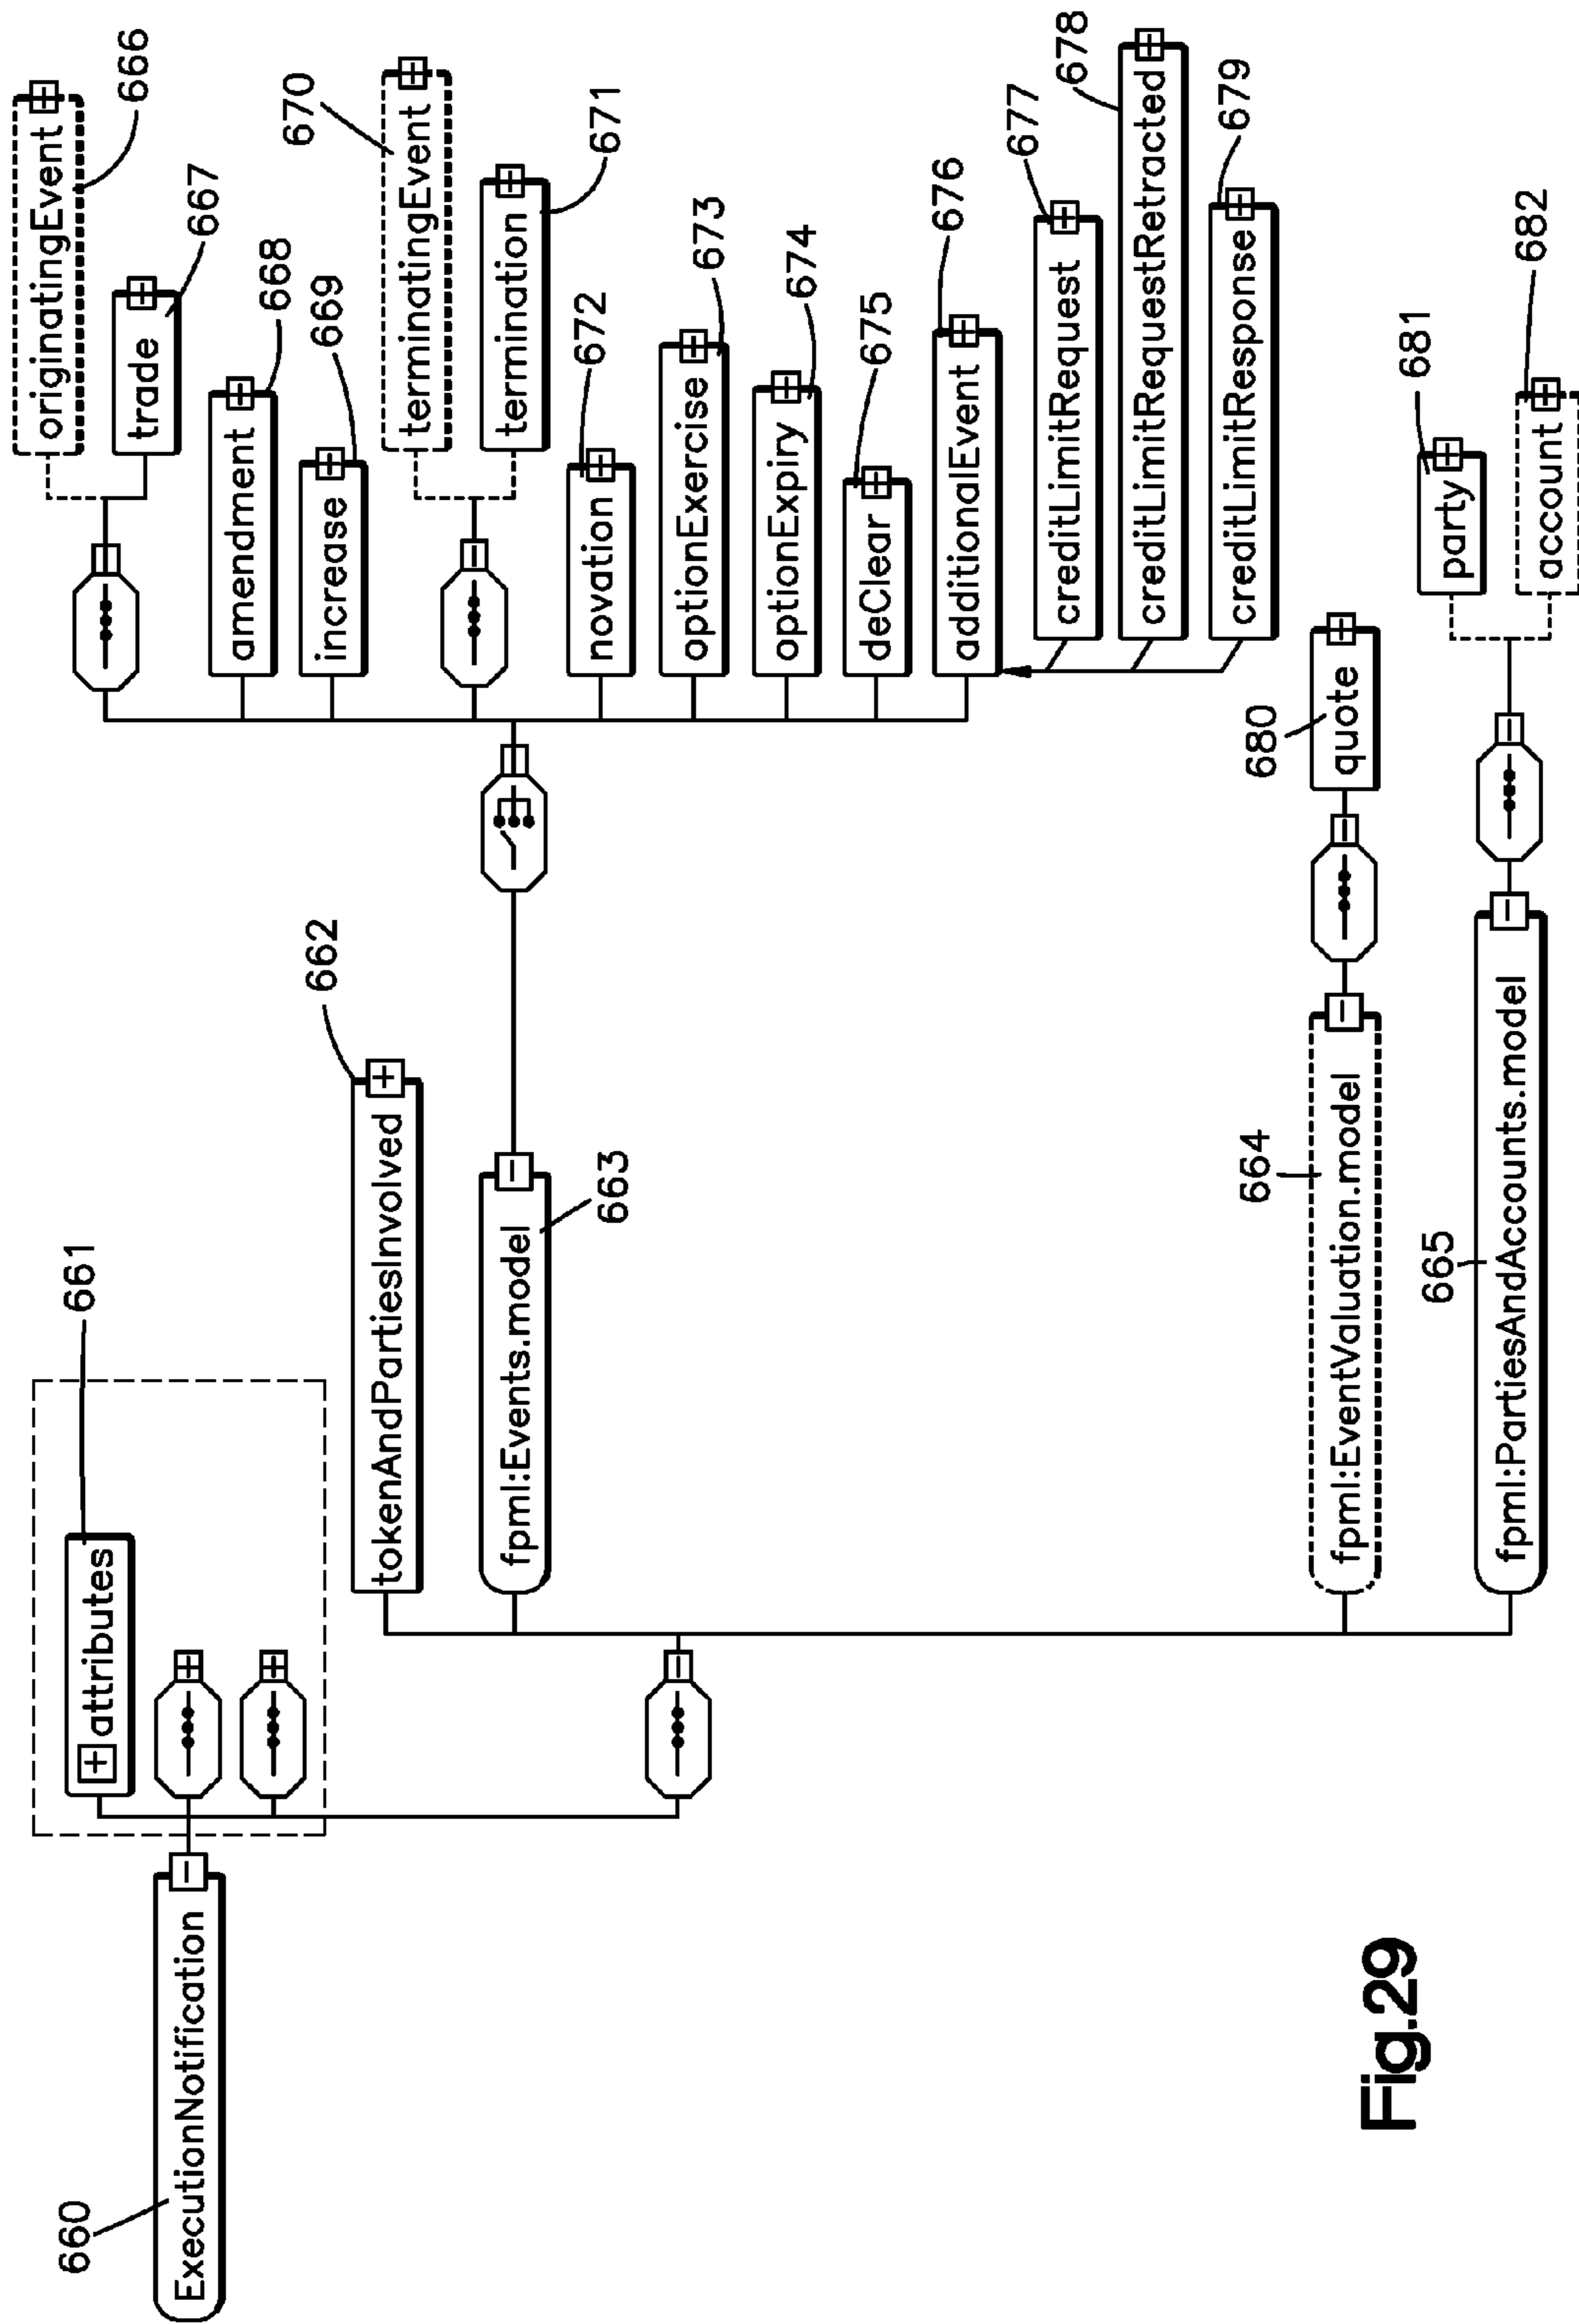 660
ExecutionNotification
661
attributes
662
tokenAndPartiesInvolved
663
fpml:Events.model
664
fpml:EventValuation.model
665
fpml:PartiesAndAccounts.model
originatingEvent
666
trade
667
amendment
668
increase
669
670
terminatingEvent
termination
671
novation
672
optionExercise
673
optionExpiry
674
deClear
675
additionalEvent
676
creditLimitRequest
677
creditLimitRequestRetracted
678
creditLimitResponse
679
680
quote
681
party
account
682
Fig.29